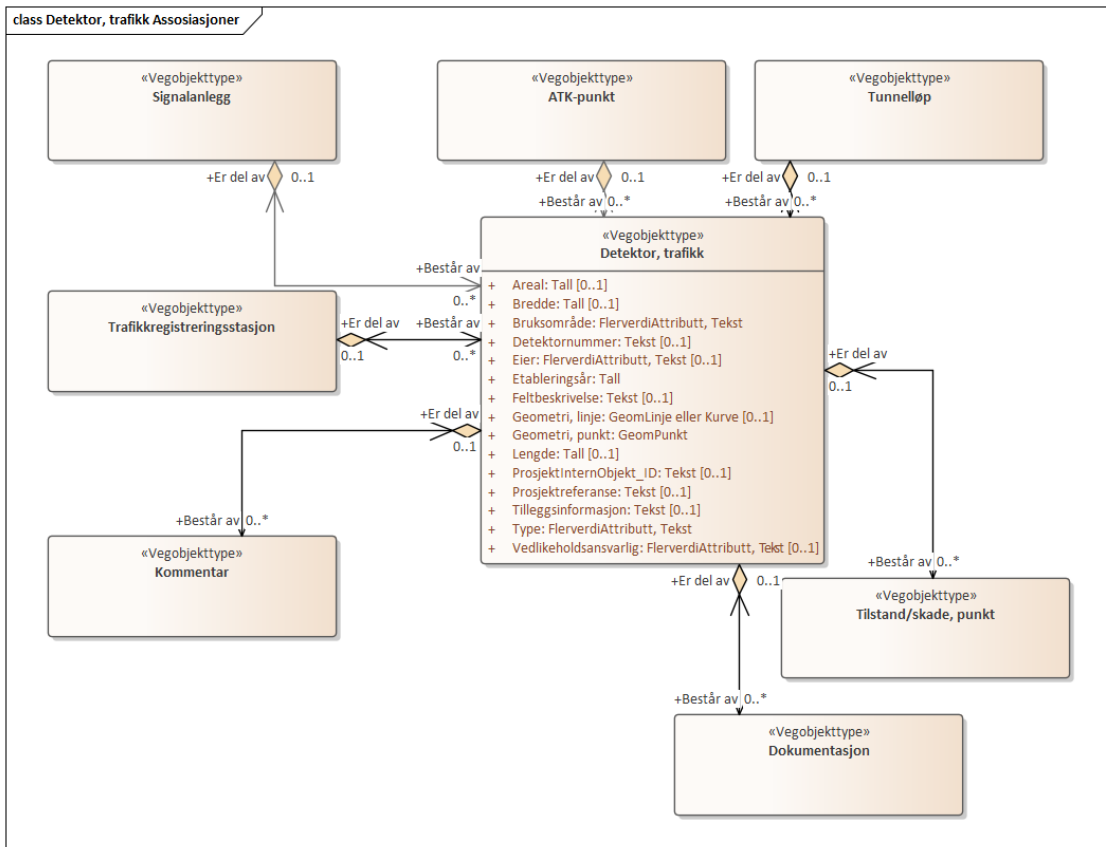 class Detektor, trafikk Assosiasjoner
«Vegobjekttype»
Signalanlegg
«Vegobjekttype»
ATK-punkt
«Vegobjekttype»
Tunnelløp
+Er del av 0..1
+Er del av 0..1
+Er del av 0..1
+Består av 0..*
+Består av 0..*
+Består av
0..*
«Vegobjekttype»
Detektor, trafikk
+ Areal: Tall [0..1]
+ Bredde: Tall [0..1]
+ Bruksområde: FlerverdiAttributt, Tekst
+ Detektornummer: Tekst [0..1]
+ Eier: FlerverdiAttributt, Tekst [0..1]
+ Etableringsår: Tall
+ Feltbeskrivelse: Tekst [0..1]
+ Geometri, linje: GeomLinje eller Kurve [0..1]
+ Geometri, punkt: GeomPunkt
+ Lengde: Tall [0..1]
+ ProsjektInternObjekt_ID: Tekst [0..1]
+ Prosjektreferanse: Tekst [0..1]
+ Tilleggsinformasjon: Tekst [0..1]
+ Type: FlerverdiAttributt, Tekst
+ Vedlikeholdsansvarlig: FlerverdiAttributt, Tekst [0..1]
«Vegobjekttype»
Trafikkregistreringsstasjon
+Er del av
0..1
+Består av
0..*
+Er del av
0..1
+Er del av
0..1
+Består av 0..*
«Vegobjekttype»
Kommentar
+Er del av 0..1
+Består av 0..*
«Vegobjekttype»
Tilstand/skade, punkt
+Består av 0..*
«Vegobjekttype»
Dokumentasjon